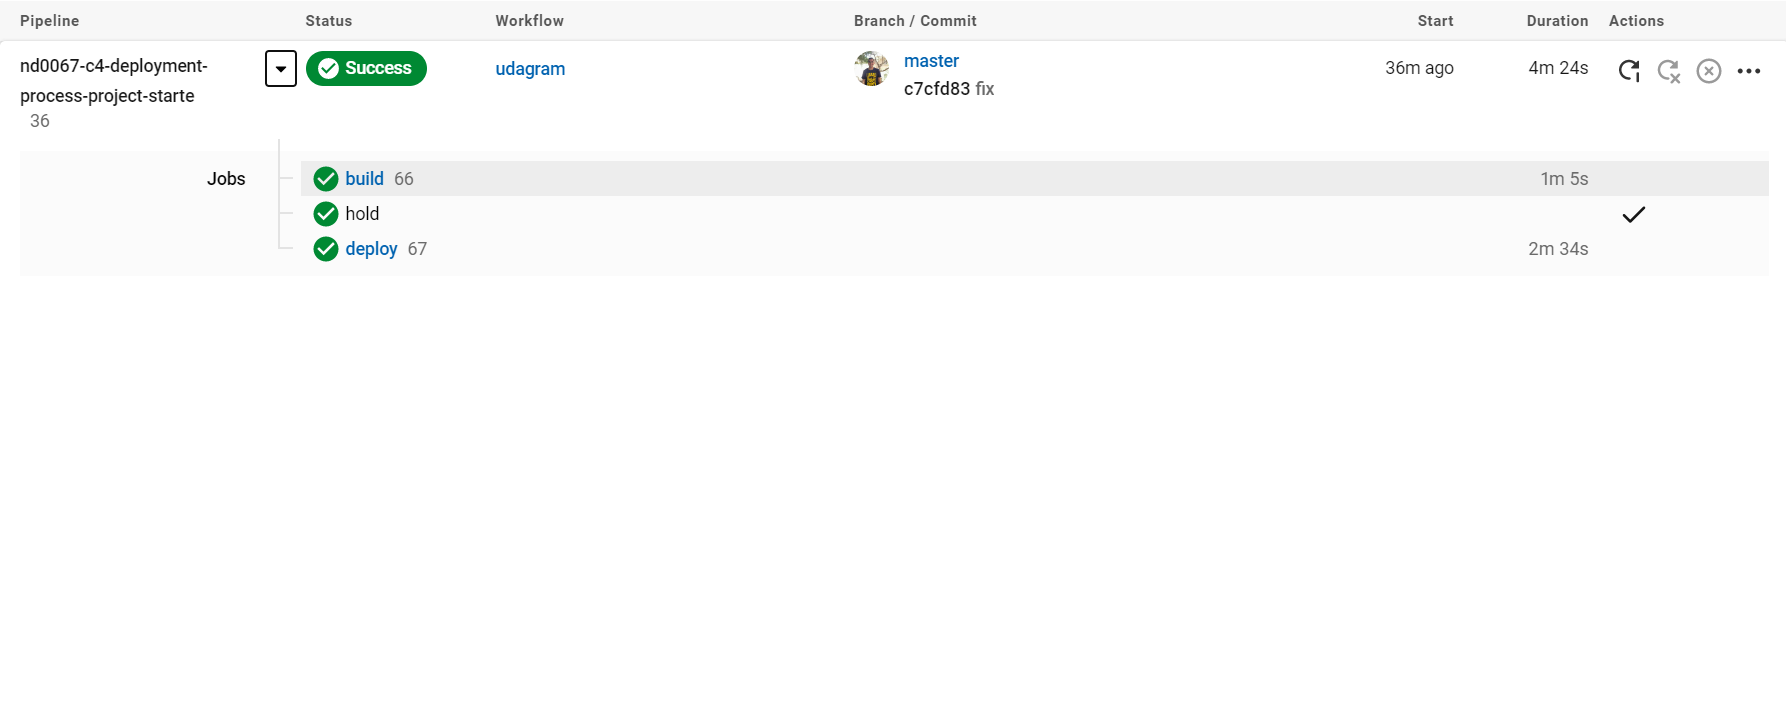 Pipeline Status Workflow Branch / Commit Start Duration Actions
nd0067-c4-deployment-
process-project-starte
36
Success
udagram
master
c7cfd83 fix
36m ago
4m 24s
Jobs
build 66 1m 5s
hold
deploy 67 2m 34s